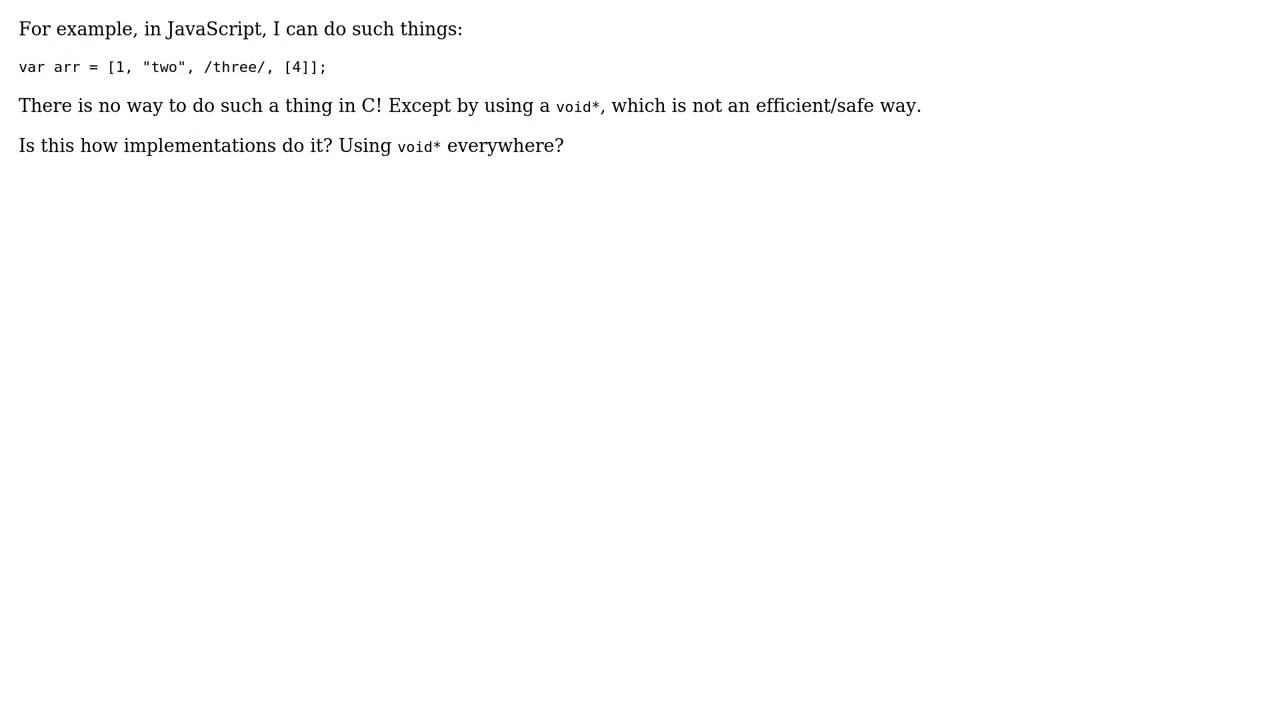 For example, in JavaScript, I can do such things:
var arr = [1, "two", /three/, [4]];
There is no way to do such a thing in C! Except by using a void*, which is not an efficient/safe way.
Is this how implementations do it? Using void* everywhere?